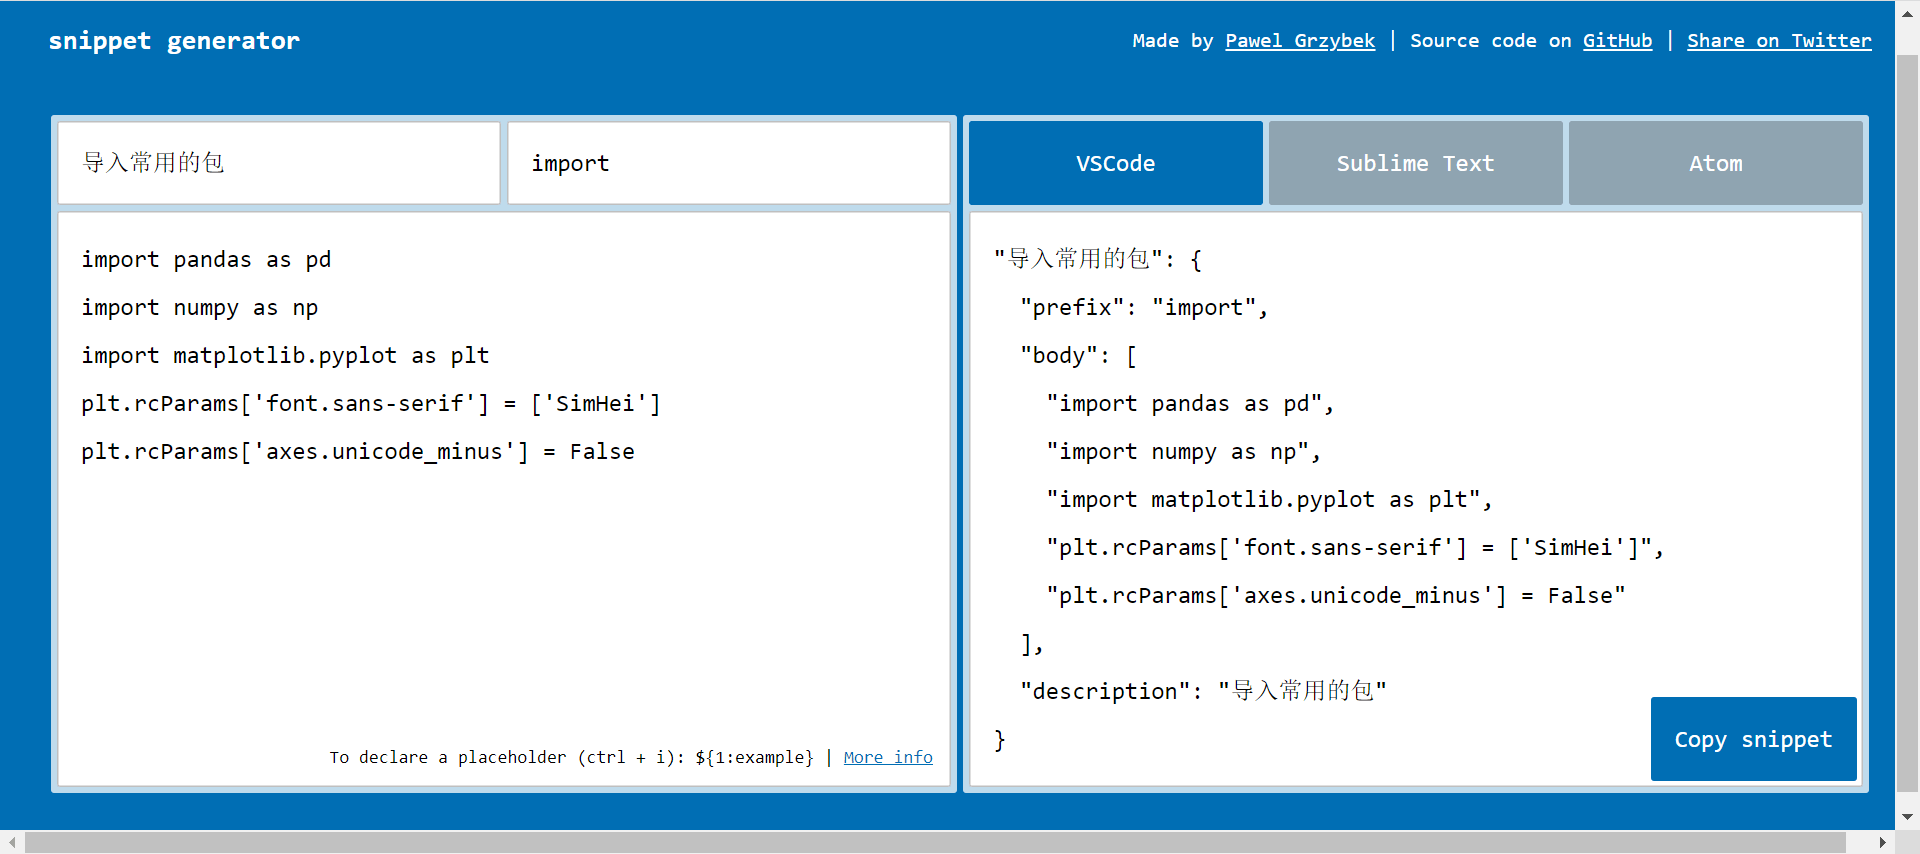 snippet generator
Made by Pawel Grzybek | Source code on GitHub | Share on Twitter
导入常用的包
import
import pandas as pd
import numpy as np
import matplotlib.pyplot as plt
plt.rcParams['font.sans-serif'] = ['SimHei']
plt.rcParams['axes.unicode_minus'] = False
To declare a placeholder (ctrl + i): ${1:example} | More info
VSCode
Sublime Text
Atom
"导入常用的包": {
  "prefix": "import",
  "body": [
    "import pandas as pd",
    "import numpy as np",
    "import matplotlib.pyplot as plt",
    "plt.rcParams['font.sans-serif'] = ['SimHei']",
    "plt.rcParams['axes.unicode_minus'] = False"
  ],
  "description": "导入常用的包"
}
Copy snippet